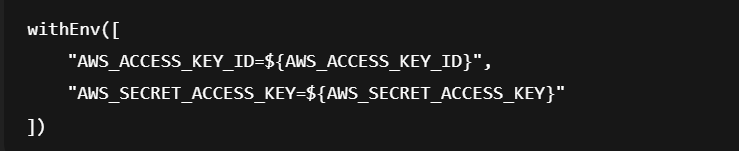 withEnv([
"AWS_ACCESS_KEY_ID=${AWS_ACCESS_KEY_ID}",
"AWS_SECRET_ACCESS_KEY=${AWS_SECRET_ACCESS_KEY}"
])